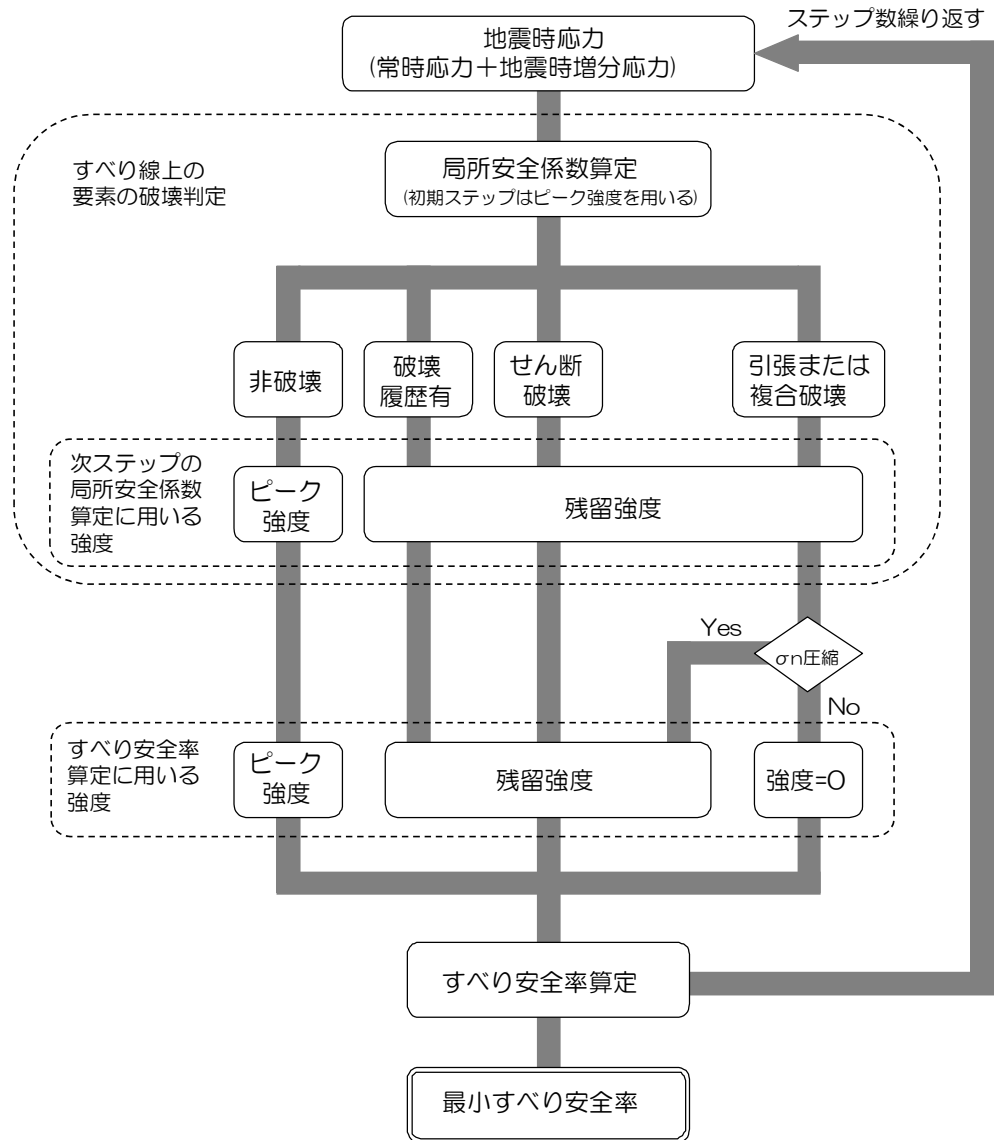 ステップ数繰り返す
地震時応力
(常時応力＋地震時増分応力)
すべり線上の
要素の破壊判定
局所安全係数算定
(初期ステップはピーク強度を用いる)
非破壊
破壊
履歴有
せん断
破壊
引張または
複合破壊
次ステップの
局所安全係数
算定に用いる
強度
ピーク
強度
残留強度
Yes
σn圧縮
No
すべり安全率
算定に用いる
強度
ピーク
強度
残留強度
強度=0
すべり安全率算定
最小すべり安全率